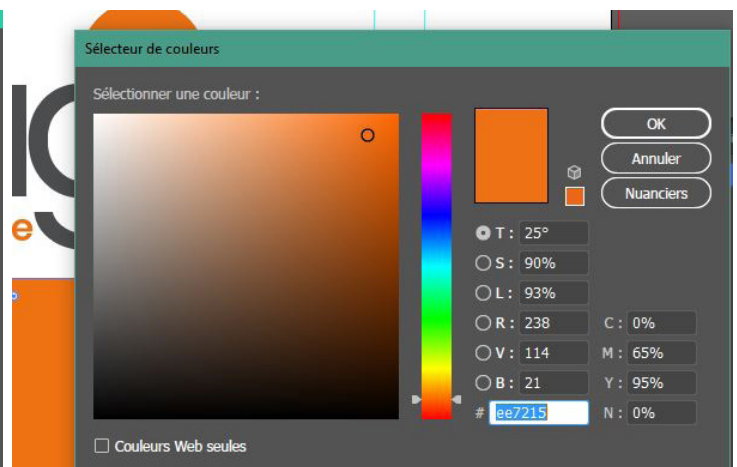 Sélecteur de couleurs
Sélectionner une couleur :
OK
Annuler
Nuanciers
e
T : 25°
S : 90%
L : 93%
R : 238 C : 0%
V : 114 M : 65%
B : 21 Y : 95%
# ee7215 N : 0%
Couleurs Web seules